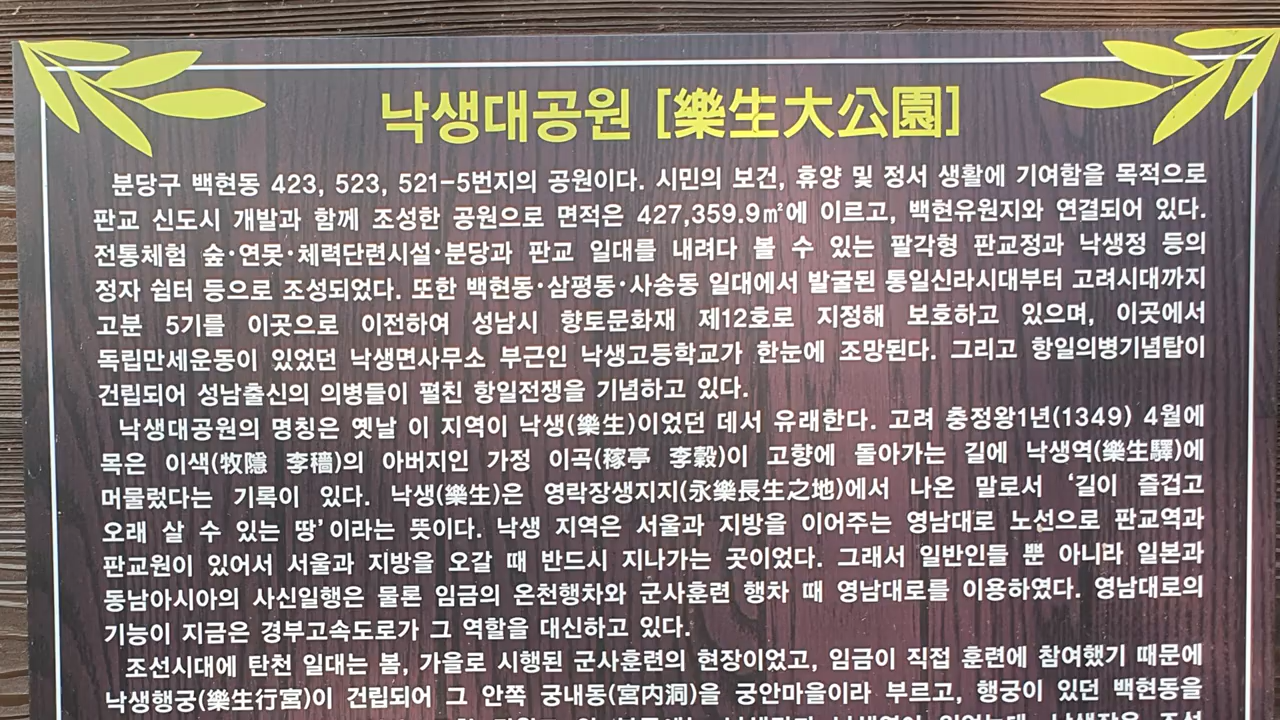 낙생대공원 [樂生大公園]
분당구 백현동 423, 523, 521-5번지의 공원이다. 시민의 보건, 휴양 및 정서 생활에 기여함을 목적으로
판교 신도시 개발과 함께 조성한 공원으로 면적은 427,359.9㎡에 이르고, 백현유원지와 연결되어 있다.
전통체험 숲·연못·체력단련시설·분당과 판교 일대를 내려다 볼 수 있는 팔각형 판교정과 낙생정 등의
정자 쉼터 등으로 조성되었다. 또한 백현동·삼평동·사송동 일대에서 발굴된 통일신라시대부터 고려시대까지
고분 5기를 이곳으로 이전하여 성남시 향토문화재 제12호로 지정해 보호하고 있으며, 이곳에서
독립만세운동이 있었던 낙생면사무소 부근인 낙생고등학교가 한눈에 조망된다. 그리고 항일의병기념탑이
건립되어 성남출신의 의병들이 펼친 항일전쟁을 기념하고 있다.
낙생대공원의 명칭은 옛날 이 지역이 낙생(樂生)이었던 데서 유래한다. 고려 충정왕1년(1349) 4월에
목은 이색(牧隱 李穡)의 아버지인 가정 이곡(稼亭 李穀)이 고향에 돌아가는 길에 낙생역(樂生驛)에
머물렀다는 기록이 있다. 낙생(樂生)은 영락장생지지(永樂長生之地)에서 나온 말로서 ‘길이 즐겁고
오래 살 수 있는 땅’이라는 뜻이다. 낙생 지역은 서울과 지방을 이어주는 영남대로 노선으로 판교역과
판교원이 있어서 서울과 지방을 오갈 때 반드시 지나가는 곳이었다. 그래서 일반인들 뿐 아니라 일본과
동남아시아의 사신일행은 물론 임금의 온천행차와 군사훈련 행차 때 영남대로를 이용하였다. 영남대로의
기능이 지금은 경부고속도로가 그 역할을 대신하고 있다.
조선시대에 탄천 일대는 봄, 가을로 시행된 군사훈련의 현장이었고, 임금이 직접 훈련에 참여했기 때문에
낙생행궁(樂生行宮)이 건립되어 그 안쪽 궁내동(宮内洞)을 궁안마을이라 부르고, 행궁이 있던 백현동을